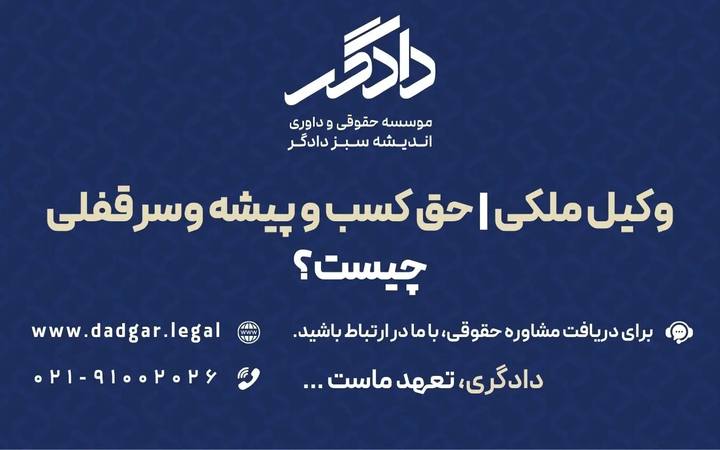 دادگر
موسسه حقوقی و داوری
اندیشه سبز دادگر
وکیل ملکی | حق کسب و پیشه وسرقفلی
چیست؟
برای دریافت مشاوره حقوقی، با ما در ارتباط باشید.
www.dadgar.legal
دادگری، تعهد ماست ...
۰۲۱-۹۱۰۰۲۰۲۶